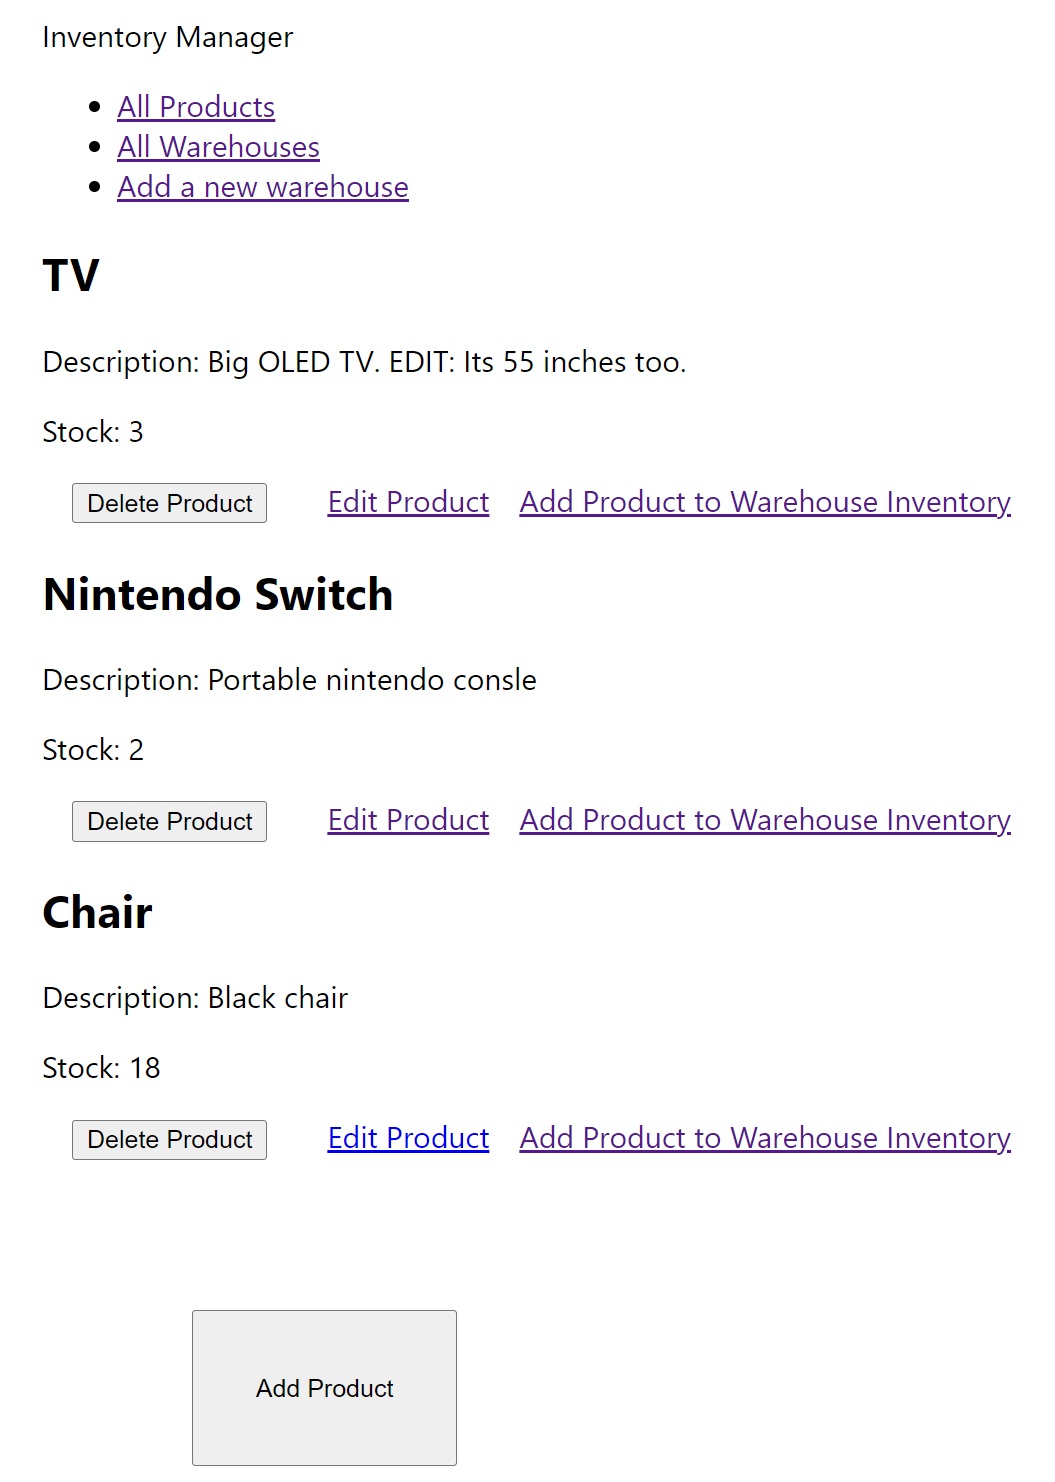 Inventory Manager
All Products
All Warehouses
Add a new warehouse
TV
Description: Big OLED TV. EDIT: Its 55 inches too.
Stock: 3
Delete Product Edit Product Add Product to Warehouse Inventory
Nintendo Switch
Description: Portable nintendo consle
Stock: 2
Delete Product Edit Product Add Product to Warehouse Inventory
Chair
Description: Black chair
Stock: 18
Delete Product Edit Product Add Product to Warehouse Inventory
Add Product